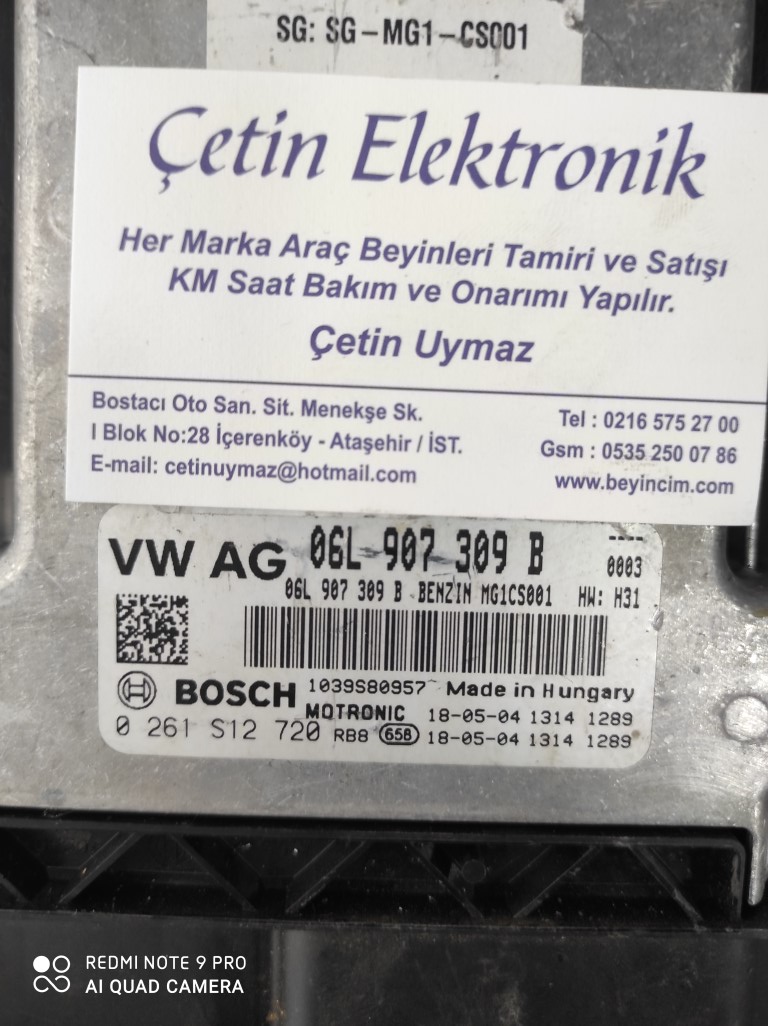 SG: SG-MG1-CS001
Çetin Elektronik
Her Marka Araç Beyinleri Tamiri ve Satışı
KM Saat Bakım ve Onarımı Yapılır.
Çetin Uymaz
Bostacı Oto San. Sit. Menekşe Sk.
I Blok No:28 İçerenköy - Ataşehir / İST.
E-mail: cetinuymaz@hotmail.com
Tel : 0216 575 27 00
Gsm : 0535 250 07 86
www.beyincim.com
VW AG 06L 907 309 B ----
0003
06L 907 309 B BENZIN MG1CS001 HW: H31
BOSCH 1039S80957 Made in Hungary
MOTRONIC 18-05-04 1314 1289
0 261 S12 720 RB8 658 18-05-04 1314 1289
REDMI NOTE 9 PRO
AI QUAD CAMERA